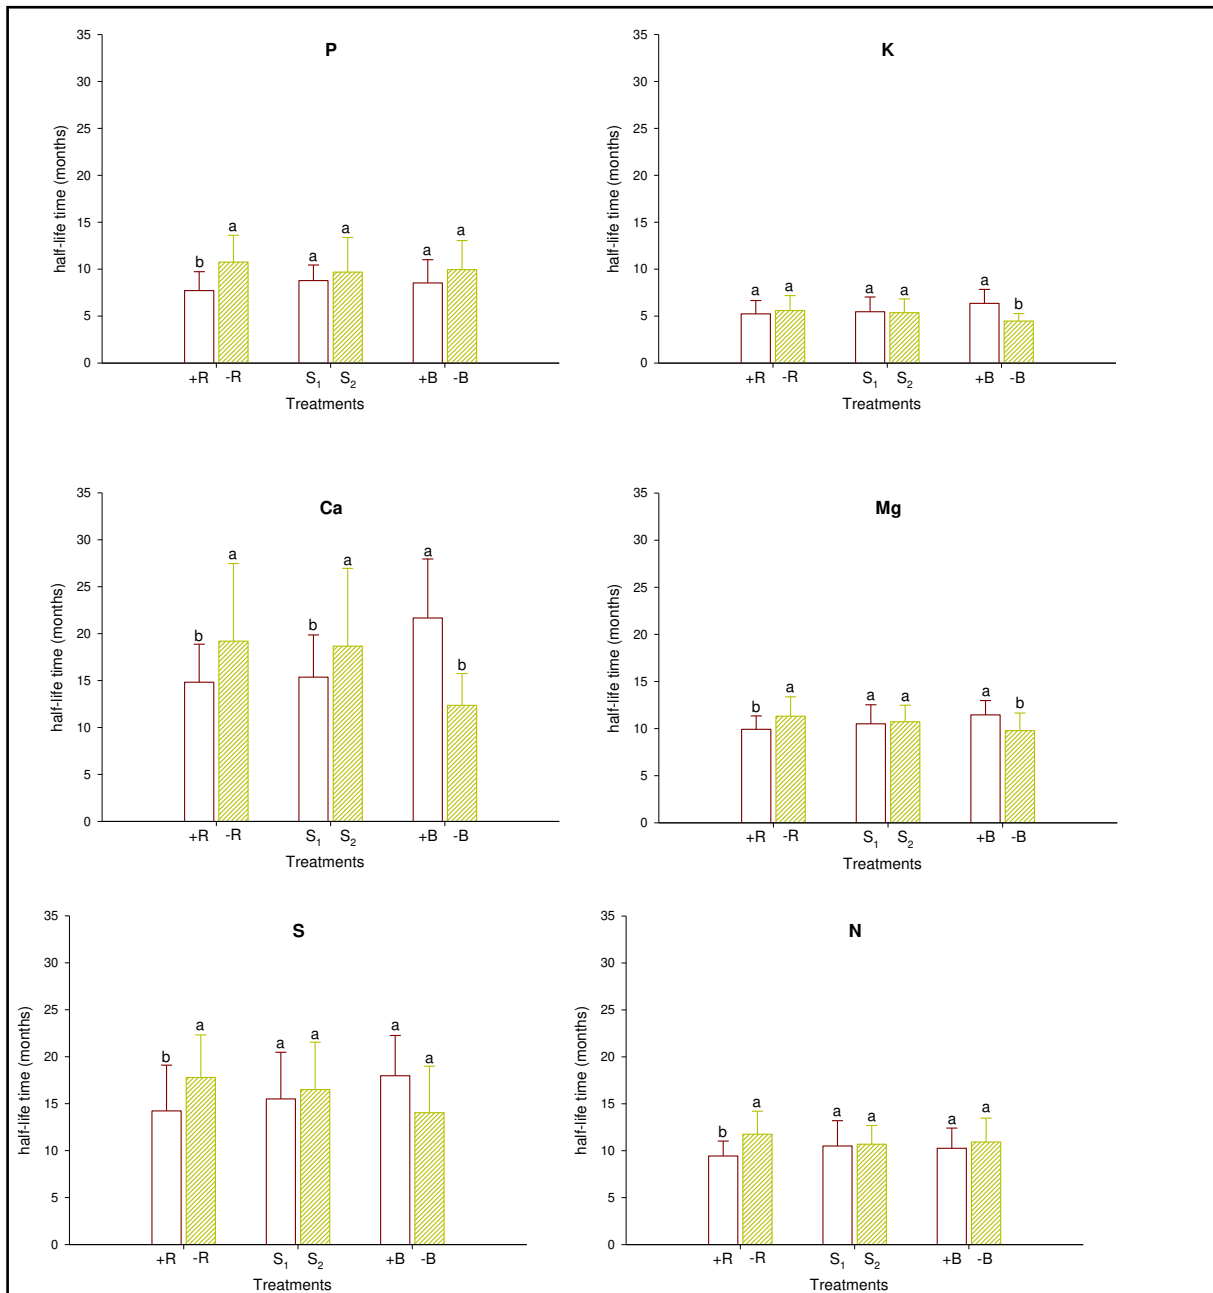 P
half-life time (months)
35
30
25
20
15
10
5
0
b a a a a a
+R -R S1 S2 +B -B
Treatments
K
half-life time (months)
35
30
25
20
15
10
5
0
a a a a a b
+R -R S1 S2 +B -B
Treatments
Ca
half-life time (months)
35
30
25
20
15
10
5
0
b a b a a b
+R -R S1 S2 +B -B
Treatments
Mg
half-life time (months)
35
30
25
20
15
10
5
0
b a a a a b
+R -R S1 S2 +B -B
Treatments
S
half-life time (months)
35
30
25
20
15
10
5
0
b a a a a a
+R -R S1 S2 +B -B
Treatments
N
half-life time (months)
35
30
25
20
15
10
5
0
b a a a a a
+R -R S1 S2 +B -B
Treatments